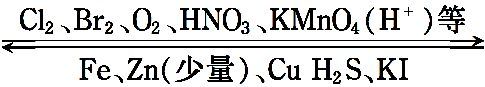 Cl₂、Br₂、O₂、HNO₃、KMnO₄(H⁺)等
Fe、Zn(少量)、Cu H₂S、KI